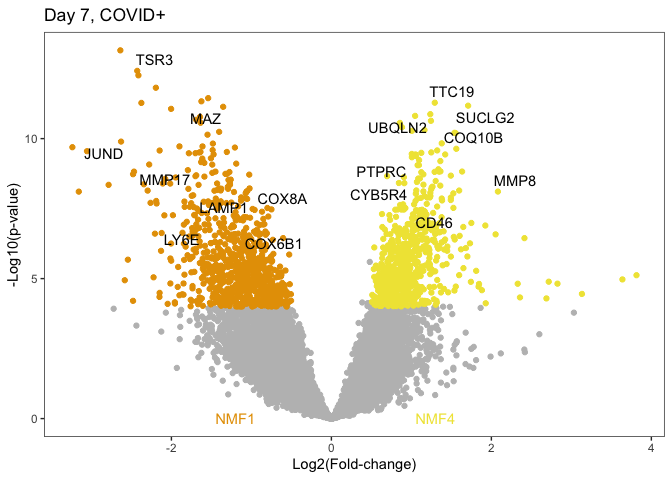 Day 7, COVID+
TSR3
TTC19
MAZ
SUCLG2
UBQLN2
COQ10B
JUND
PTPRC
MMP17
MMP8
CYB5R4
COX8A
LAMP1
CD46
LY6E
COX6B1
NMF1
NMF4
10
5
0
-Log10(p-value)
-2
0
2
4
Log2(Fold-change)